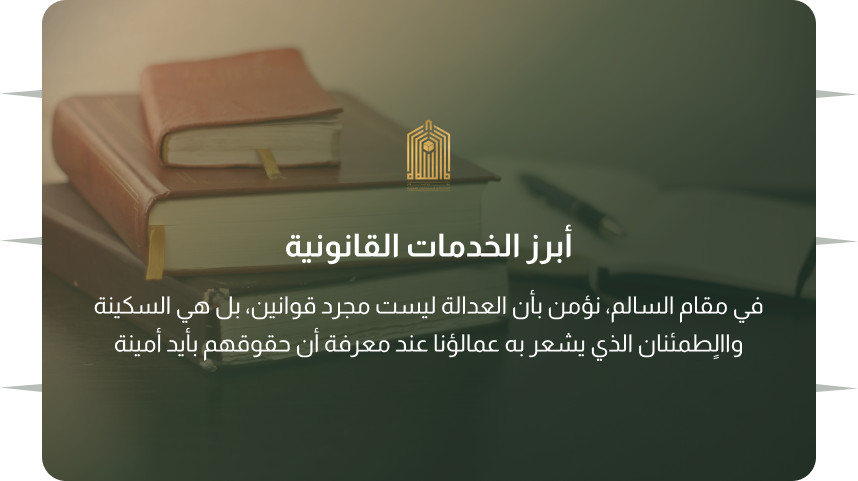 أبرز الخدمات القانونية
في مقام السالم، نؤمن بأن العدالة ليست مجرد قوانين، بل هي السكينة
واالٕطمئنان الذي يشعر به عمالؤنا عند معرفة أن حقوقهم بأيد أمينة